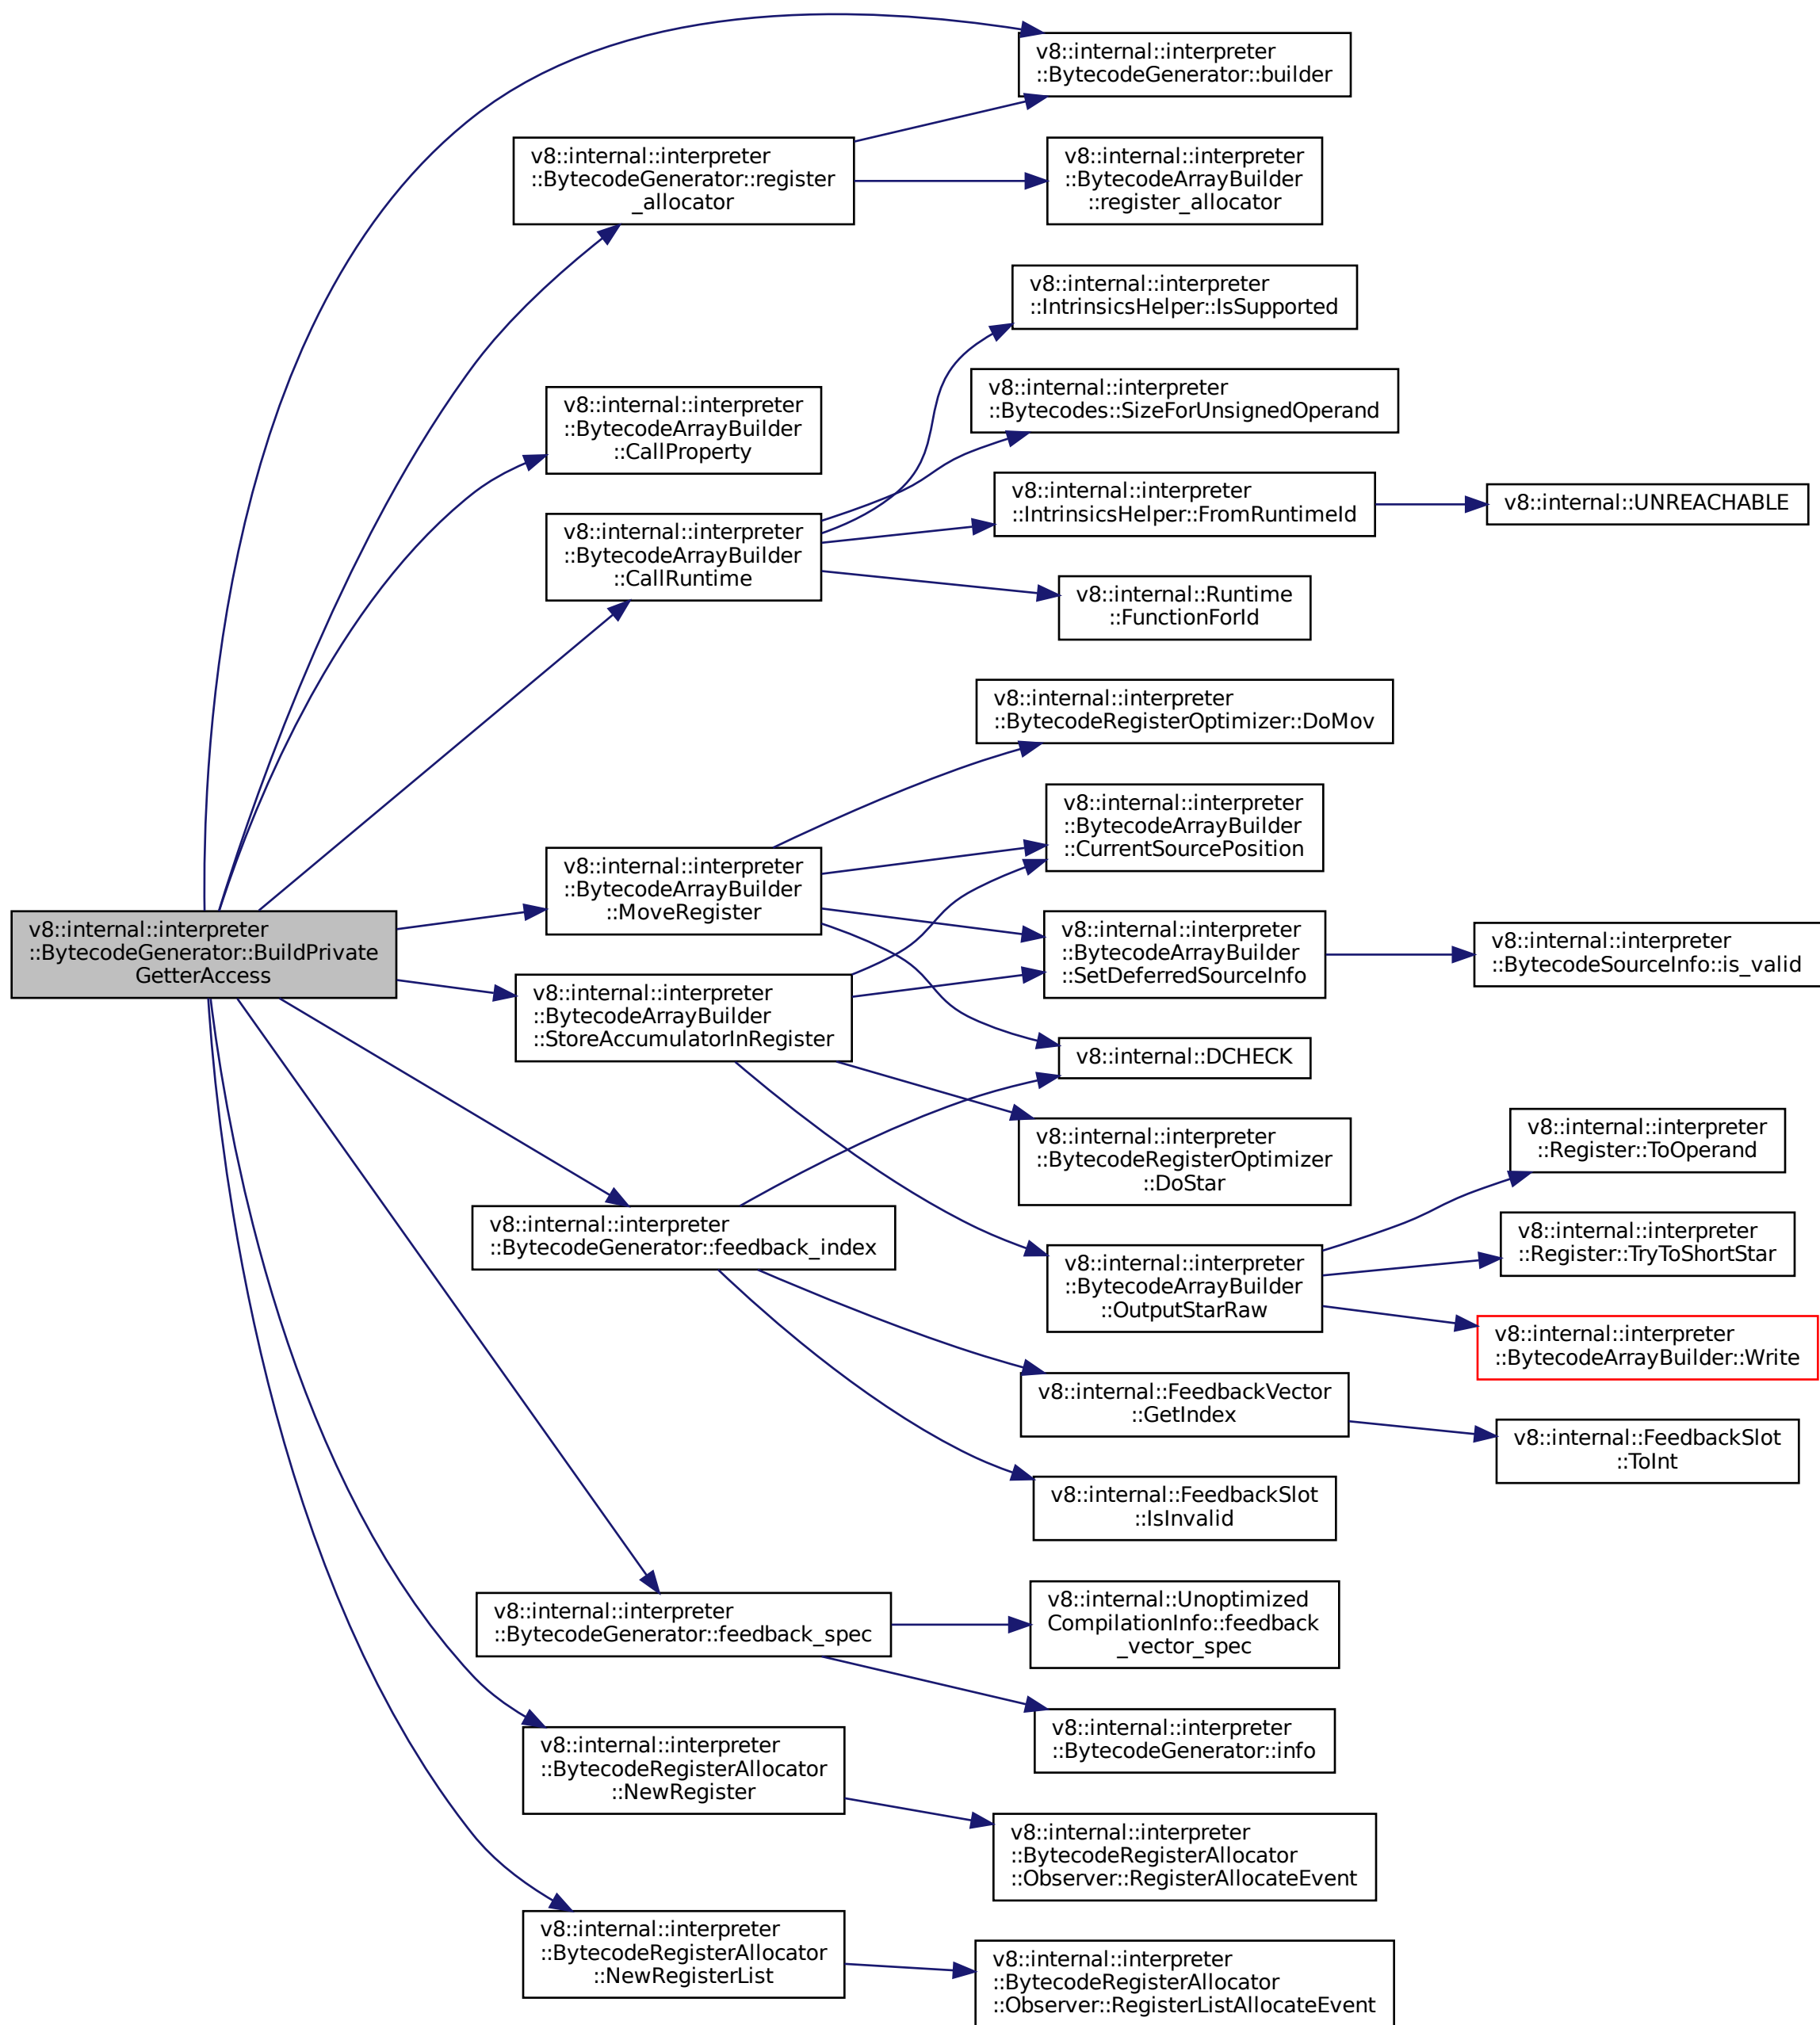 v8::internal::interpreter
::BytecodeGenerator::builder
v8::internal::interpreter
::BytecodeGenerator::register
_allocator
v8::internal::interpreter
::BytecodeArrayBuilder
::register_allocator
v8::internal::interpreter
::IntrinsicsHelper::IsSupported
v8::internal::interpreter
::Bytecodes::SizeForUnsignedOperand
v8::internal::interpreter
::BytecodeArrayBuilder
::CallProperty
v8::internal::interpreter
::IntrinsicsHelper::FromRuntimeId
v8::internal::UNREACHABLE
v8::internal::interpreter
::BytecodeArrayBuilder
::CallRuntime
v8::internal::Runtime
::FunctionForId
v8::internal::interpreter
::BytecodeRegisterOptimizer::DoMov
v8::internal::interpreter
::BytecodeArrayBuilder
::CurrentSourcePosition
v8::internal::interpreter
::BytecodeArrayBuilder
::MoveRegister
v8::internal::interpreter
::BytecodeGenerator::BuildPrivate
GetterAccess
v8::internal::interpreter
::BytecodeArrayBuilder
::SetDeferredSourceInfo
v8::internal::interpreter
::BytecodeSourceInfo::is_valid
v8::internal::interpreter
::BytecodeArrayBuilder
::StoreAccumulatorInRegister
v8::internal::DCHECK
v8::internal::interpreter
::BytecodeRegisterOptimizer
::DoStar
v8::internal::interpreter
::Register::ToOperand
v8::internal::interpreter
::BytecodeGenerator::feedback_index
v8::internal::interpreter
::Register::TryToShortStar
v8::internal::interpreter
::BytecodeArrayBuilder
::OutputStarRaw
v8::internal::interpreter
::BytecodeArrayBuilder::Write
v8::internal::FeedbackVector
::GetIndex
v8::internal::FeedbackSlot
::ToInt
v8::internal::FeedbackSlot
::IsInvalid
v8::internal::interpreter
::BytecodeGenerator::feedback_spec
v8::internal::Unoptimized
CompilationInfo::feedback
_vector_spec
v8::internal::interpreter
::BytecodeGenerator::info
v8::internal::interpreter
::BytecodeRegisterAllocator
::NewRegister
v8::internal::interpreter
::BytecodeRegisterAllocator
::Observer::RegisterAllocateEvent
v8::internal::interpreter
::BytecodeRegisterAllocator
::NewRegisterList
v8::internal::interpreter
::BytecodeRegisterAllocator
::Observer::RegisterListAllocateEvent